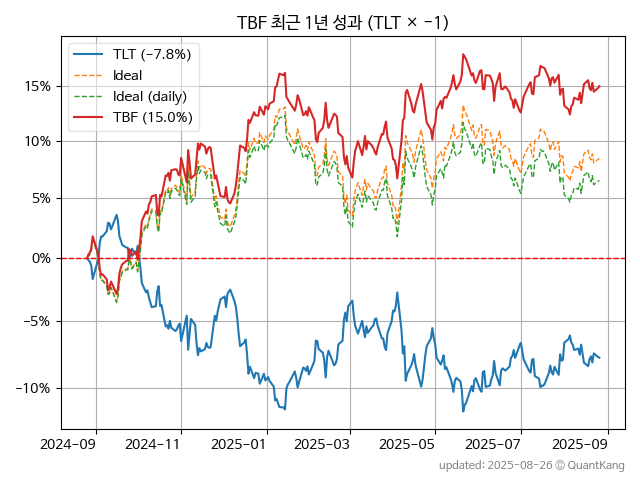 TBF 최근 1년 성과 (TLT × −1)
TLT (−7.8%)
Ideal
Ideal (daily)
TBF (15.0%)
15%
10%
5%
0%
−5%
−10%
2024-09 2024-11 2025-01 2025-03 2025-05 2025-07 2025-09
updated: 2025-08-26 © QuantKang